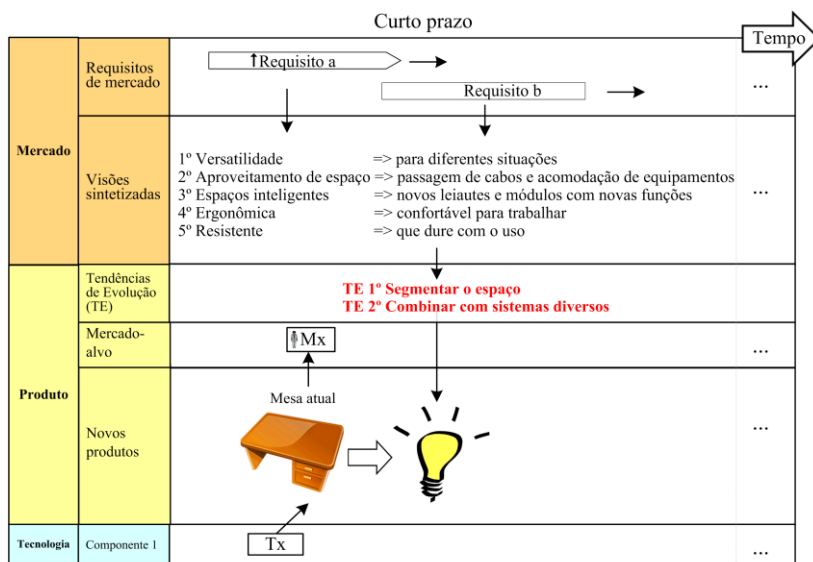 Curto prazo
Tempo
Mercado
Requisitos
de mercado
↑Requisito a
Requisito b
...
Visões
sintetizadas
1º Versatilidade => para diferentes situações
2º Aproveitamento de espaço => passagem de cabos e acomodação de equipamentos
3º Espaços inteligentes => novos leiautes e módulos com novas funções
4º Ergonômica => confortável para trabalhar
5º Resistente => que dure com o uso
...
Produto
Tendências
de Evolução
(TE)
TE 1º Segmentar o espaço
TE 2º Combinar com sistemas diversos
Mercado-
alvo
Mx
...
Novos
produtos
Mesa atual
...
Tecnologia
Componente 1
Tx
...